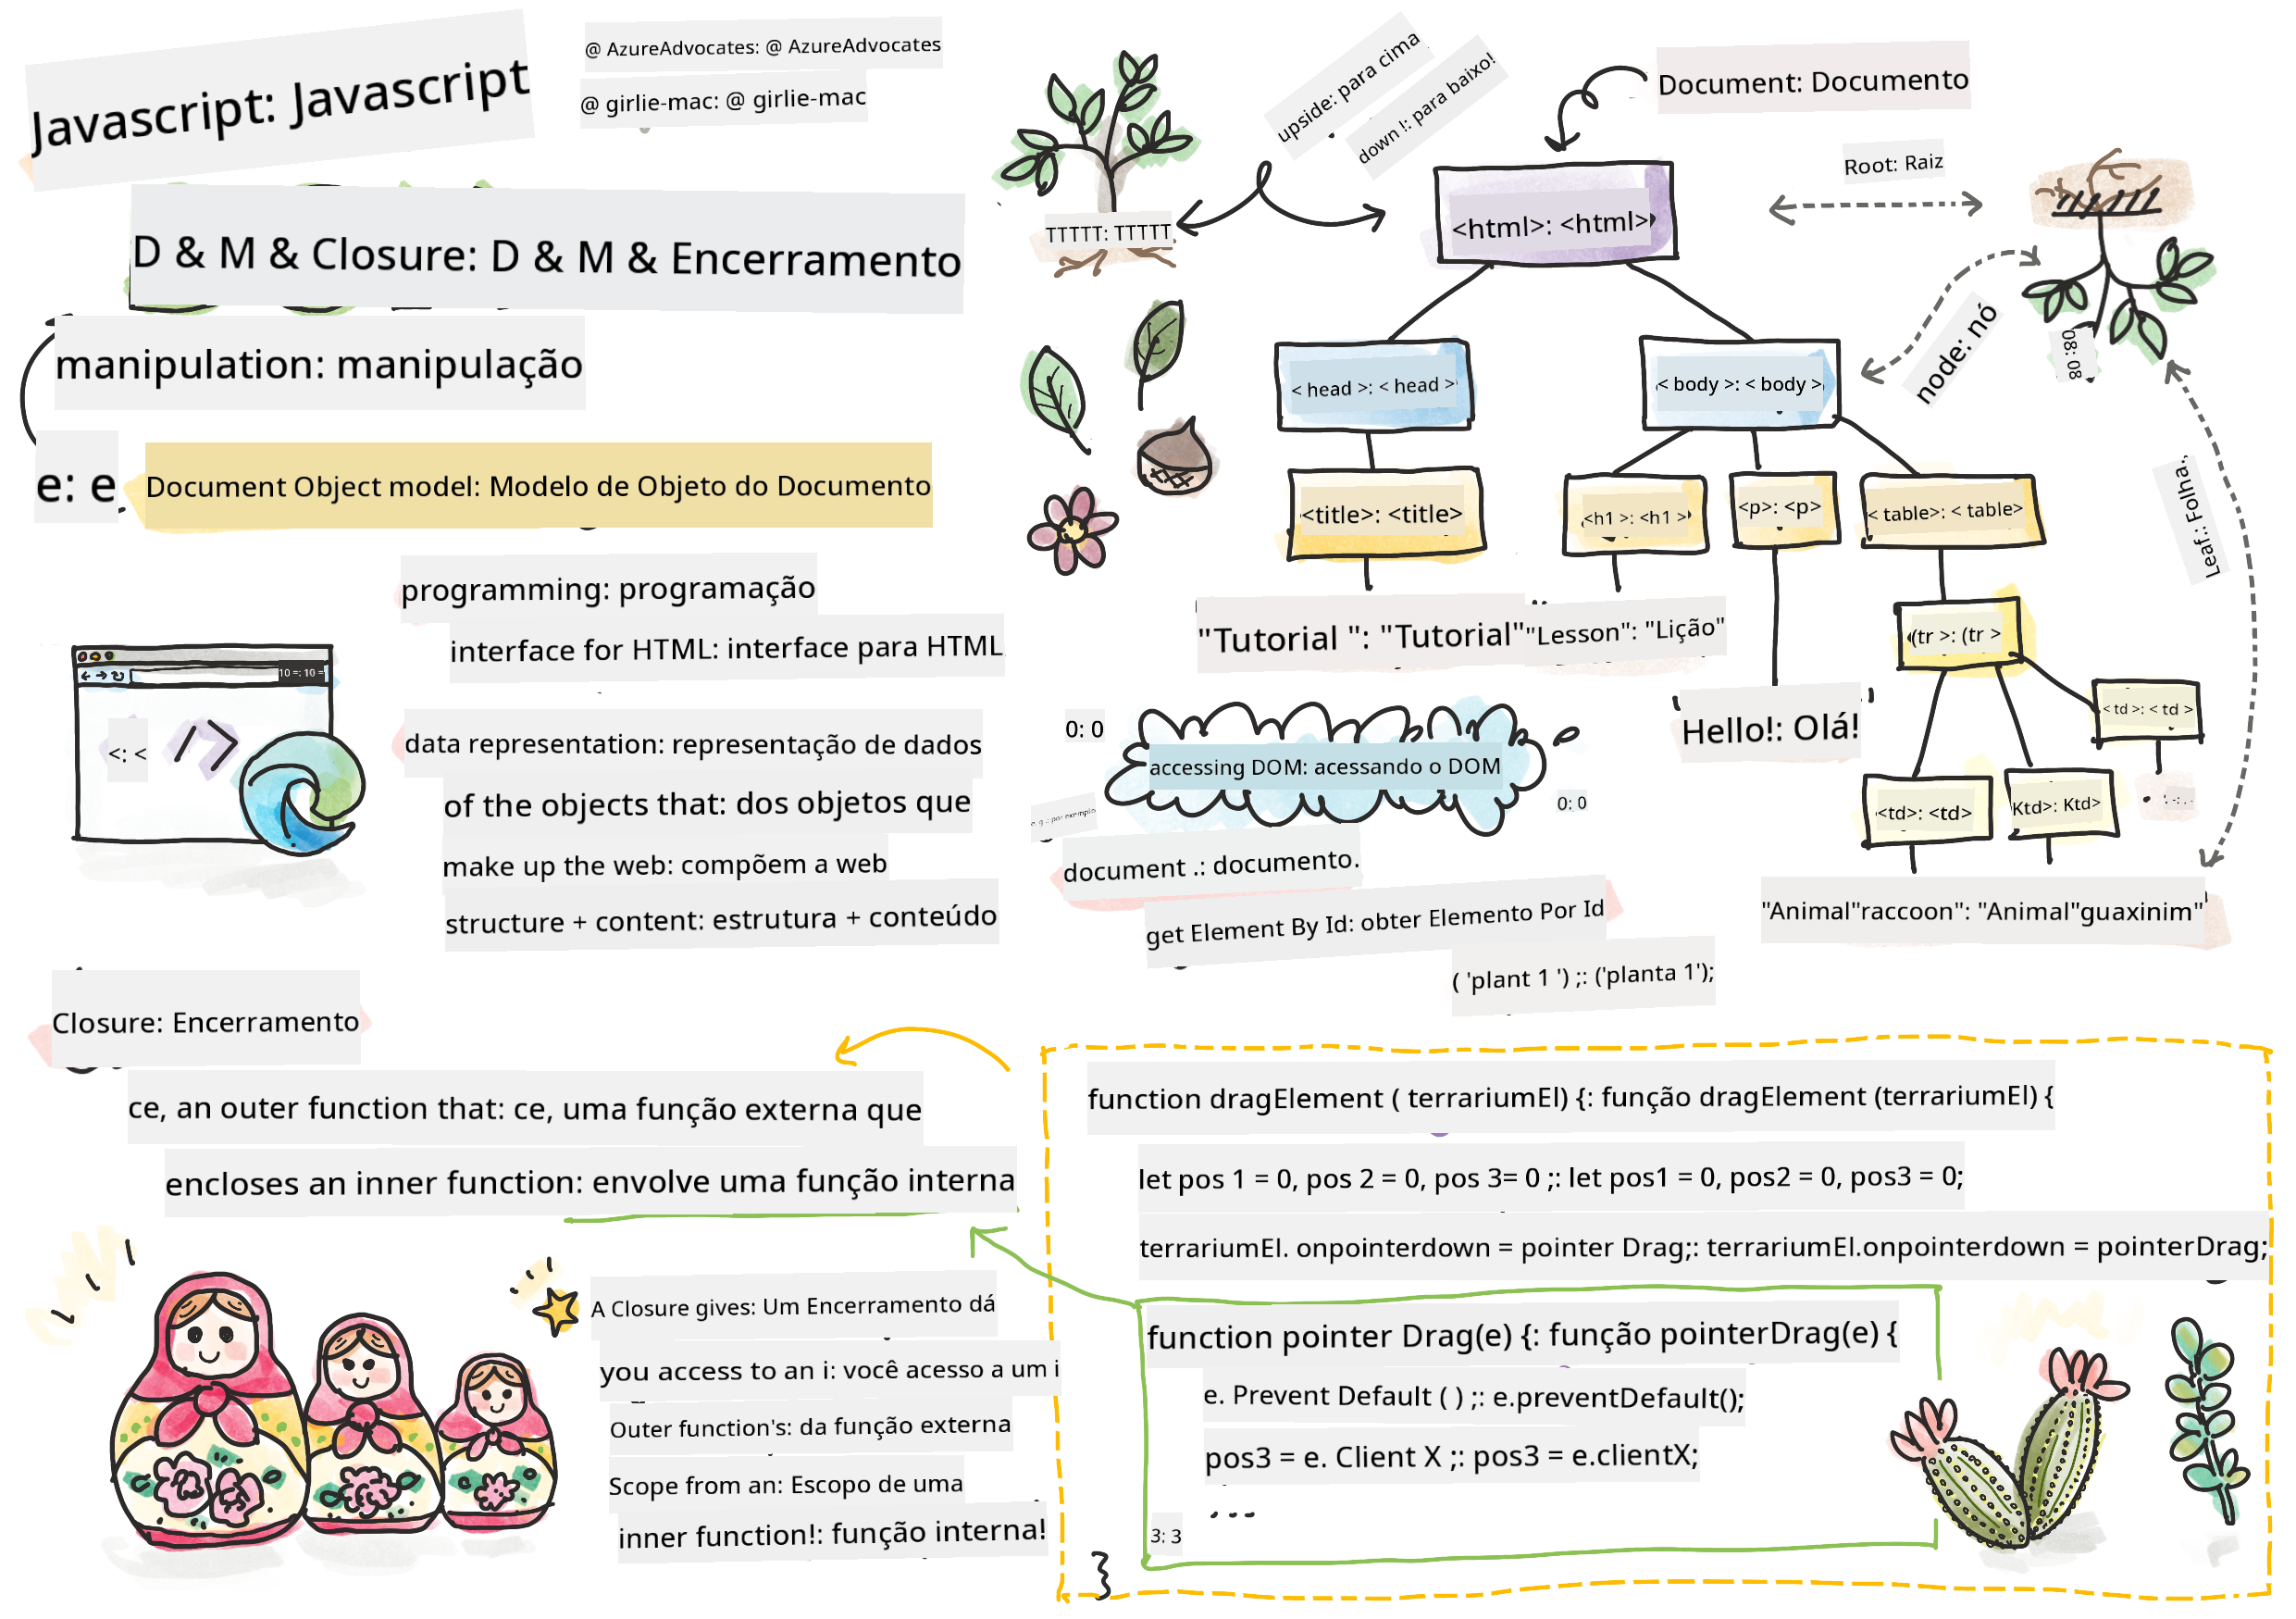 Javascript: Javascript
@ AzureAdvocates: @ AzureAdvocates
@ girlie-mac: @ girlie-mac
D & M & Closure: D & M & Encerramento
manipulation: manipulação
e: e
Document Object model: Modelo de Objeto do Documento
programming: programação
interface for HTML: interface para HTML
10 =: 10 =
<: <
/>
data representation: representação de dados
of the objects that: dos objetos que
make up the web: compõem a web
structure + content: estrutura + conteúdo
upside: para cima
down !: para baixo!
TTTTT: TTTTT
Document: Documento
Root: Raiz
<html>: <html>
node: nó
08: 08
Leaf:: Folha.,
< head >: < head >
< body >: < body >
<title>: <title>
<h1 >: <h1 >
<p>: <p>
< table>: < table>
"Tutorial ": "Tutorial"
"Lesson": "Lição"
(tr >: (tr >
Hello!: Olá!
< td >: < td >
<td>: <td>
Ktd>: Ktd>
"Animal"raccoon": "Animal"guaxinim"
0: 0
accessing DOM: acessando o DOM
0: 0
document .: documento.
get Element By Id: obter Elemento Por Id
( 'plant 1 ') ;: ('planta 1');
Closure: Encerramento
ce, an outer function that: ce, uma função externa que
encloses an inner function: envolve uma função interna
A Closure gives: Um Encerramento dá
you access to an i: você acesso a um i
Outer function's: da função externa
Scope from an: Escopo de uma
inner function!: função interna!
function dragElement ( terrariumEl) {: função dragElement (terrariumEl) {
let pos 1 = 0, pos 2 = 0, pos 3= 0 ;: let pos1 = 0, pos2 = 0, pos3 = 0;
terrariumEl. onpointerdown = pointer Drag;: terrariumEl.onpointerdown = pointerDrag;
function pointer Drag(e) {: função pointerDrag(e) {
e. Prevent Default ( ) ;: e.preventDefault();
pos3 = e. Client X ;: pos3 = e.clientX;
...
3: 3
}